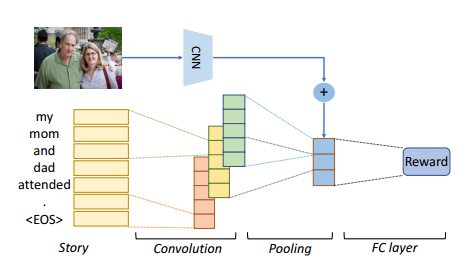 CNN
+
my
mom
and
dad
attended
.
<EOS>
Reward
Story
Convolution
Pooling
FC layer